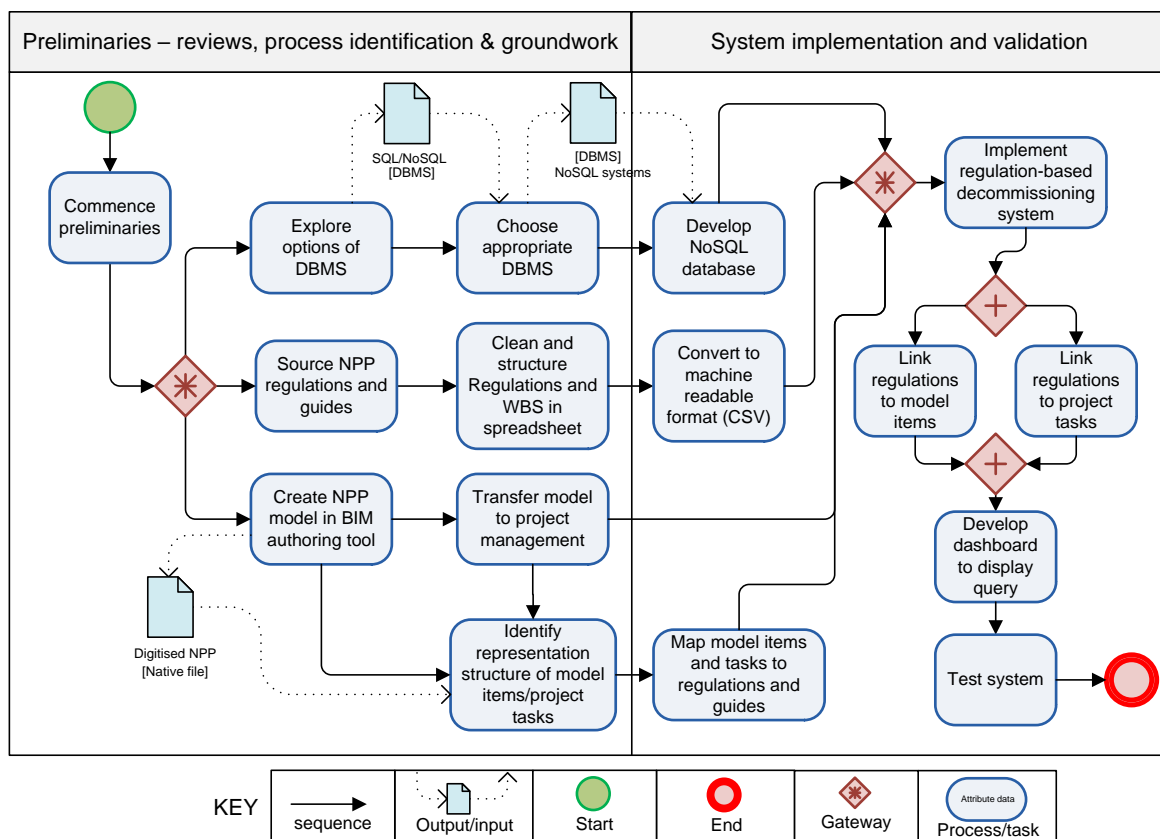 Preliminaries – reviews, process identification & groundwork
System implementation and validation
Commence
preliminaries
SQL/NoSQL
[DBMS]
[DBMS]
NoSQL systems
Explore
options of
DBMS
Choose
appropriate
DBMS
Develop
NoSQL
database
Implement
regulation-based
decommissioning
system
Source NPP
regulations and
guides
Clean and
structure
Regulations and
WBS in
spreadsheet
Convert to
machine
readable
format (CSV)
Link
regulations
to model
items
Link
regulations
to project
tasks
Create NPP
model in BIM
authoring tool
Transfer model
to project
management
Develop
dashboard
to display
query
Digitised NPP
[Native file]
Identify
representation
structure of model
items/project
tasks
Map model items
and tasks to
regulations and
guides
Test system
KEY
sequence
Output/input
Start
End
Gateway
Attribute data
Process/task